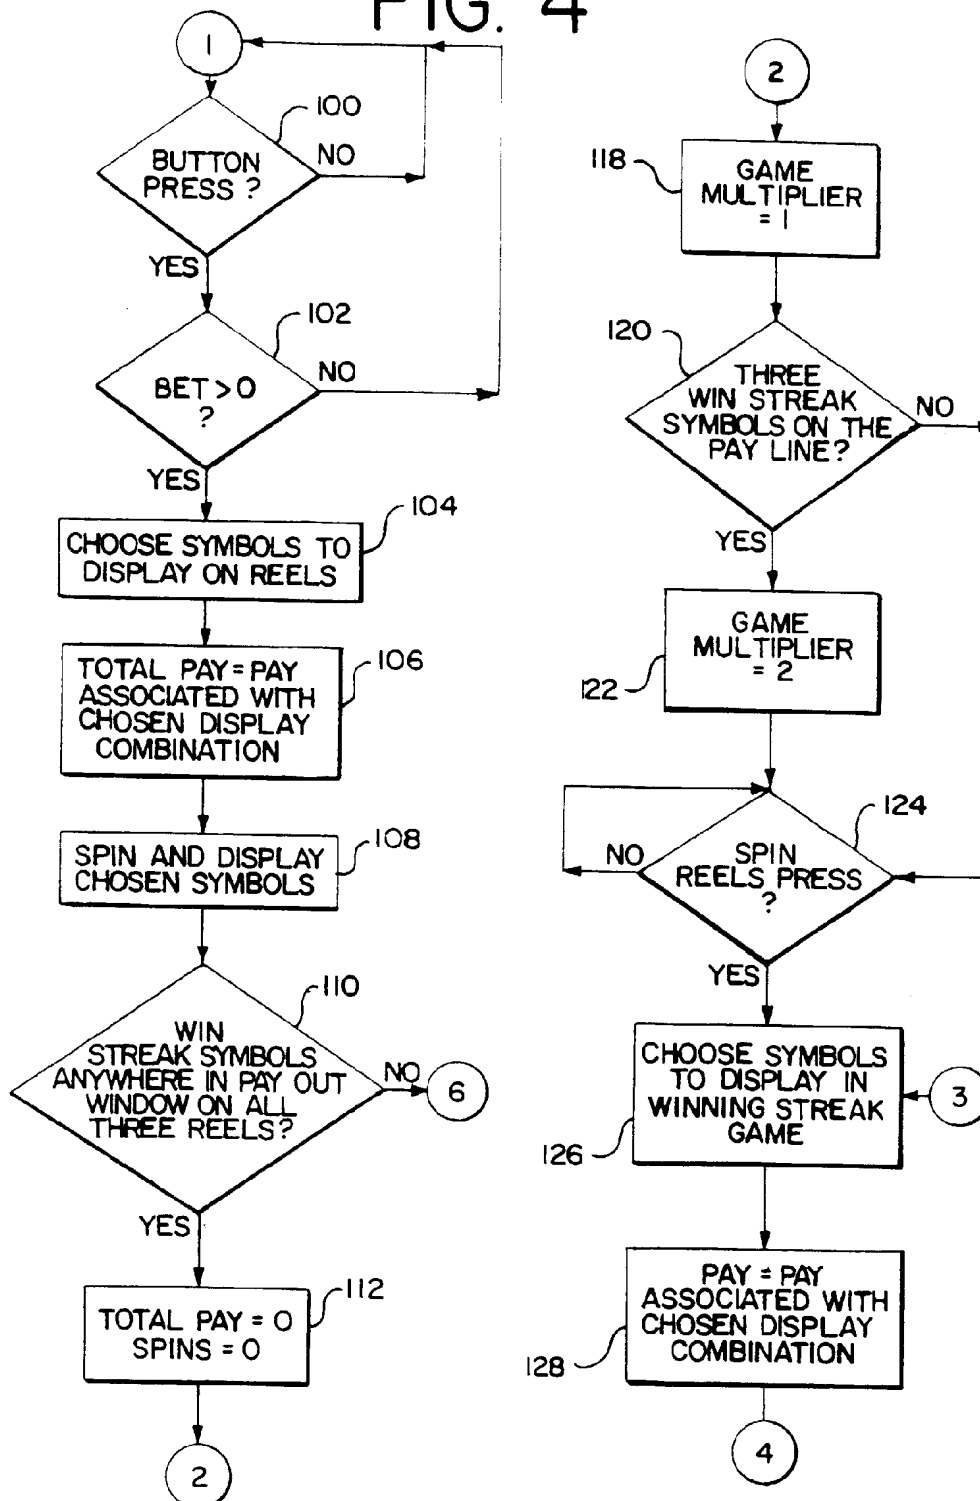 FIG. 4
1
100
BUTTON
PRESS ?
NO
YES
102
BET > 0
?
NO
YES
104
CHOOSE SYMBOLS TO
DISPLAY ON REELS
106
TOTAL PAY = PAY
ASSOCIATED WITH
CHOSEN DISPLAY
COMBINATION
108
SPIN AND DISPLAY
CHOSEN SYMBOLS
110
WIN
STREAK SYMBOLS
ANYWHERE IN PAY OUT
WINDOW ON ALL
THREE REELS?
NO
6
YES
112
TOTAL PAY = 0
SPINS = 0
2
2
118
GAME
MULTIPLIER
= 1
120
THREE
WIN STREAK
SYMBOLS ON THE
PAY LINE?
NO
YES
GAME
MULTIPLIER
= 2
122
124
SPIN
REELS PRESS
?
NO
YES
CHOOSE SYMBOLS
TO DISPLAY IN
WINNING STREAK
GAME
3
126
PAY = PAY
ASSOCIATED WITH
CHOSEN DISPLAY
COMBINATION
128
4